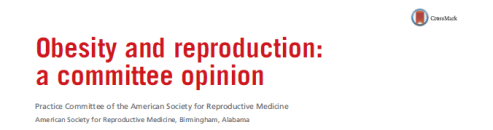 CrossMark
Obesity and reproduction:
a committee opinion
Practice Committee of the American Society for Reproductive Medicine
American Society for Reproductive Medicine, Birmingham, Alabama